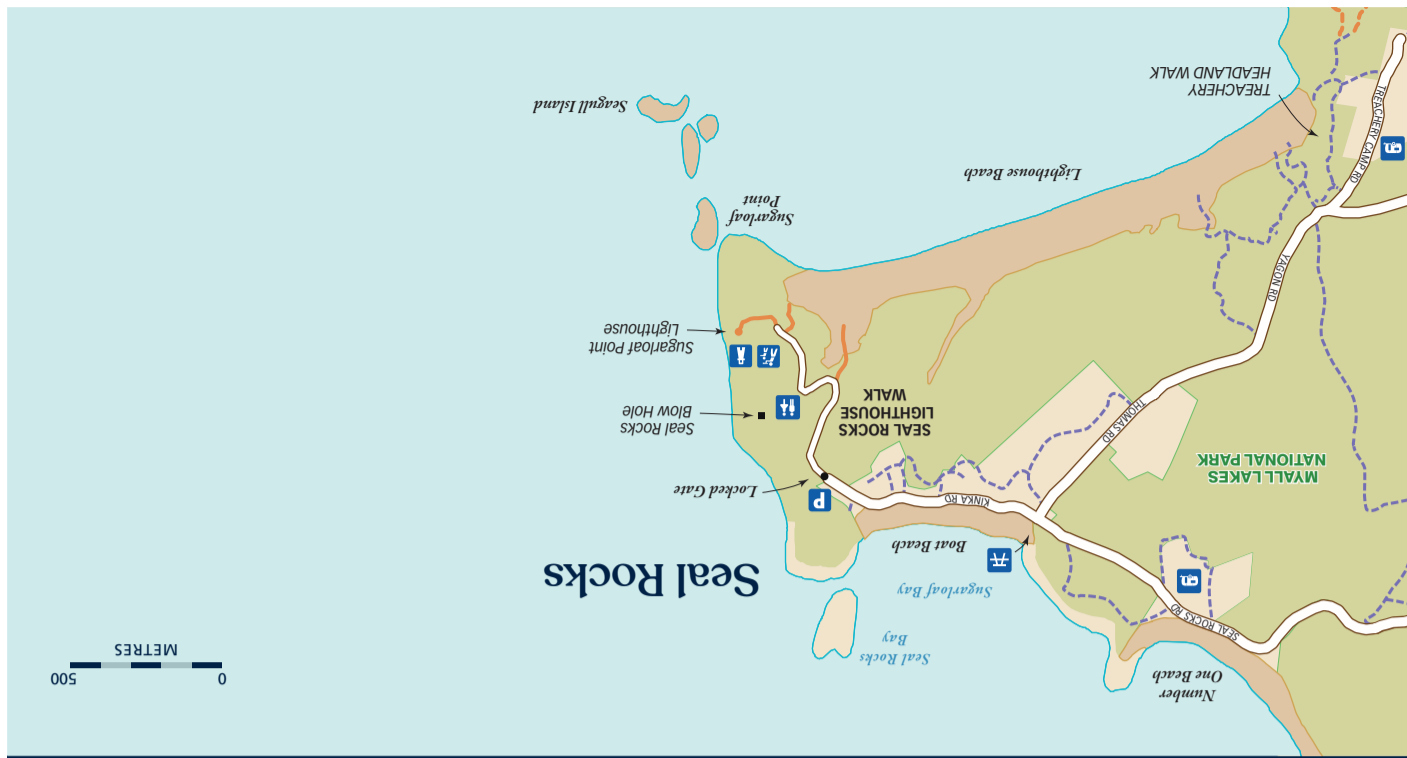 Number
One Beach
0 500
METRES
Seal Rocks
Bay
SEAL ROCKS RD
Sugarloaf Bay
Seal Rocks
Boat Beach
P
KINKA RD
Locked Gate
MYALL LAKES
NATIONAL PARK
THOMAS RD
SEAL ROCKS
LIGHTHOUSE
WALK
Seal Rocks
Blow Hole
Sugarloaf Point
Lighthouse
YAGON RD
Sugarloaf
Point
Lighthouse Beach
TREACHERY CAMP RD
Seagull Island
TREACHERY
HEADLAND WALK